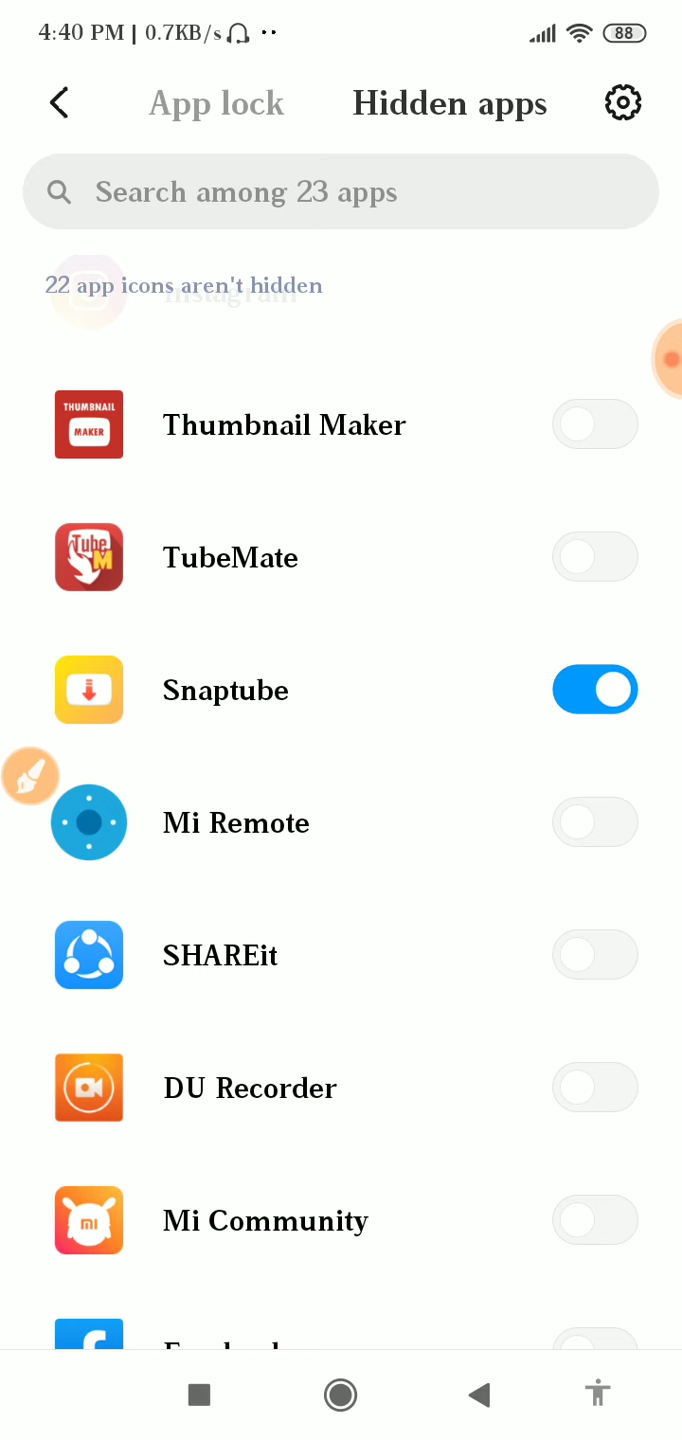 4:40 PM | 0.7KB/s
88
App lock
Hidden apps
Search among 23 apps
22 app icons aren't hidden
Instagram
THUMBNAIL
MAKER
Thumbnail Maker
Tube
M
TubeMate
Snaptube
Mi Remote
SHAREit
DU Recorder
mi
Mi Community